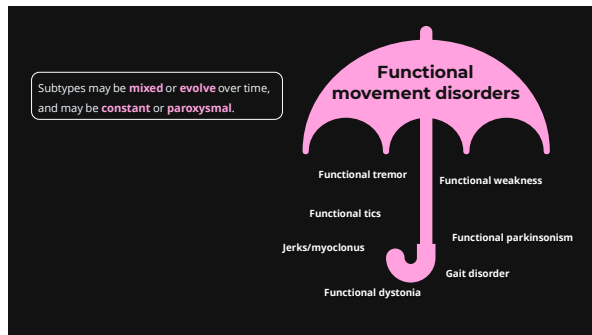 Functional
movement disorders
Subtypes may be mixed or evolve over time,
and may be constant or paroxysmal.
Functional tremor
Functional weakness
Functional tics
Functional parkinsonism
Jerks/myoclonus
Gait disorder
Functional dystonia